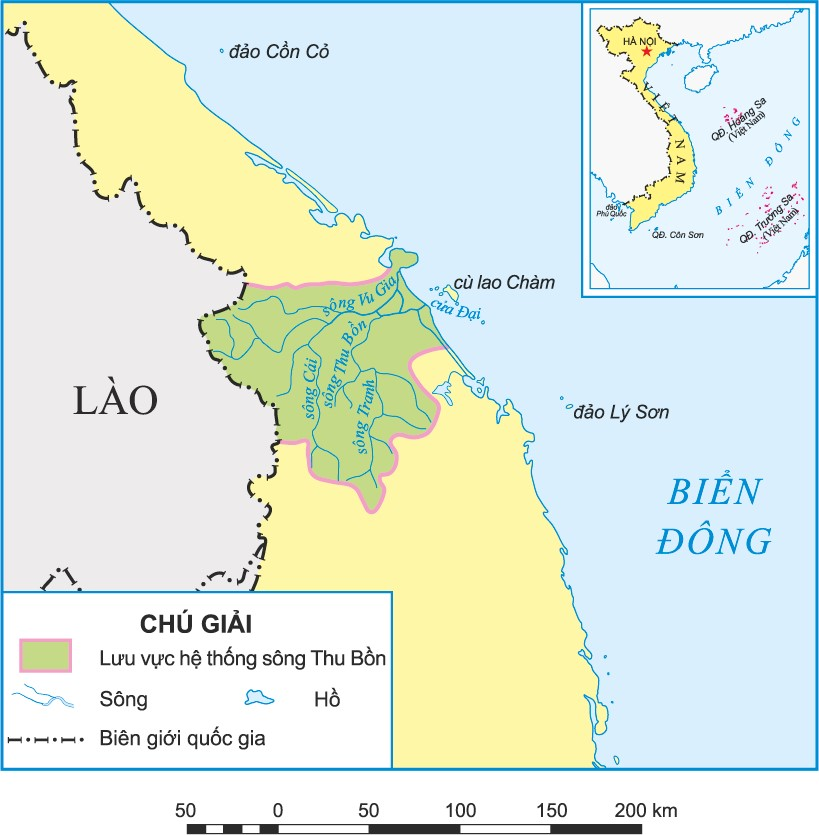 đảo Cồn Cỏ
HÀ NỘI
VIỆT NAM
QĐ. Hoàng Sa
(Việt Nam)
BIỂN ĐÔNG
QĐ. Trường Sa
(Việt Nam)
đảo
Phú Quốc
QĐ. Côn Sơn
cù lao Chàm
cửa Đại
sông Vu Gia
sông Thu Bồn
sông Cái
sông Tranh
LÀO
đảo Lý Sơn
BIỂN
ĐÔNG
CHÚ GIẢI
Lưu vực hệ thống sông Thu Bồn
Sông
Hồ
Biên giới quốc gia
50 0 50 100 150 200 km